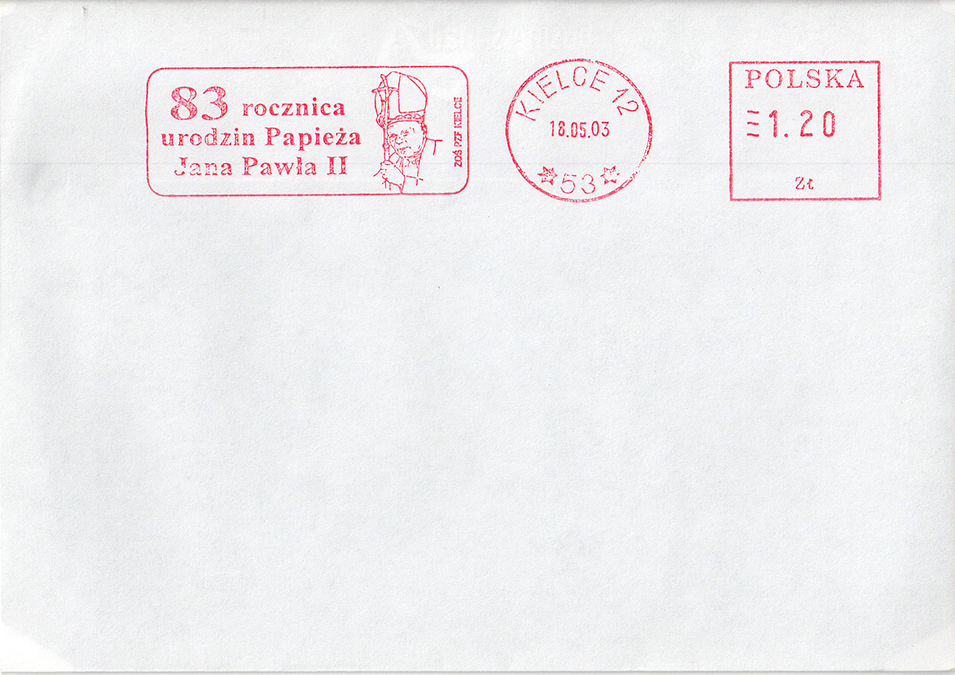 83 rocznica
urodzin Papieża
Jana Pawła II
ZOŚ PZF KIELCE
KIELCE 12
18.05.03
* 53 *
POLSKA
1.20
Zł